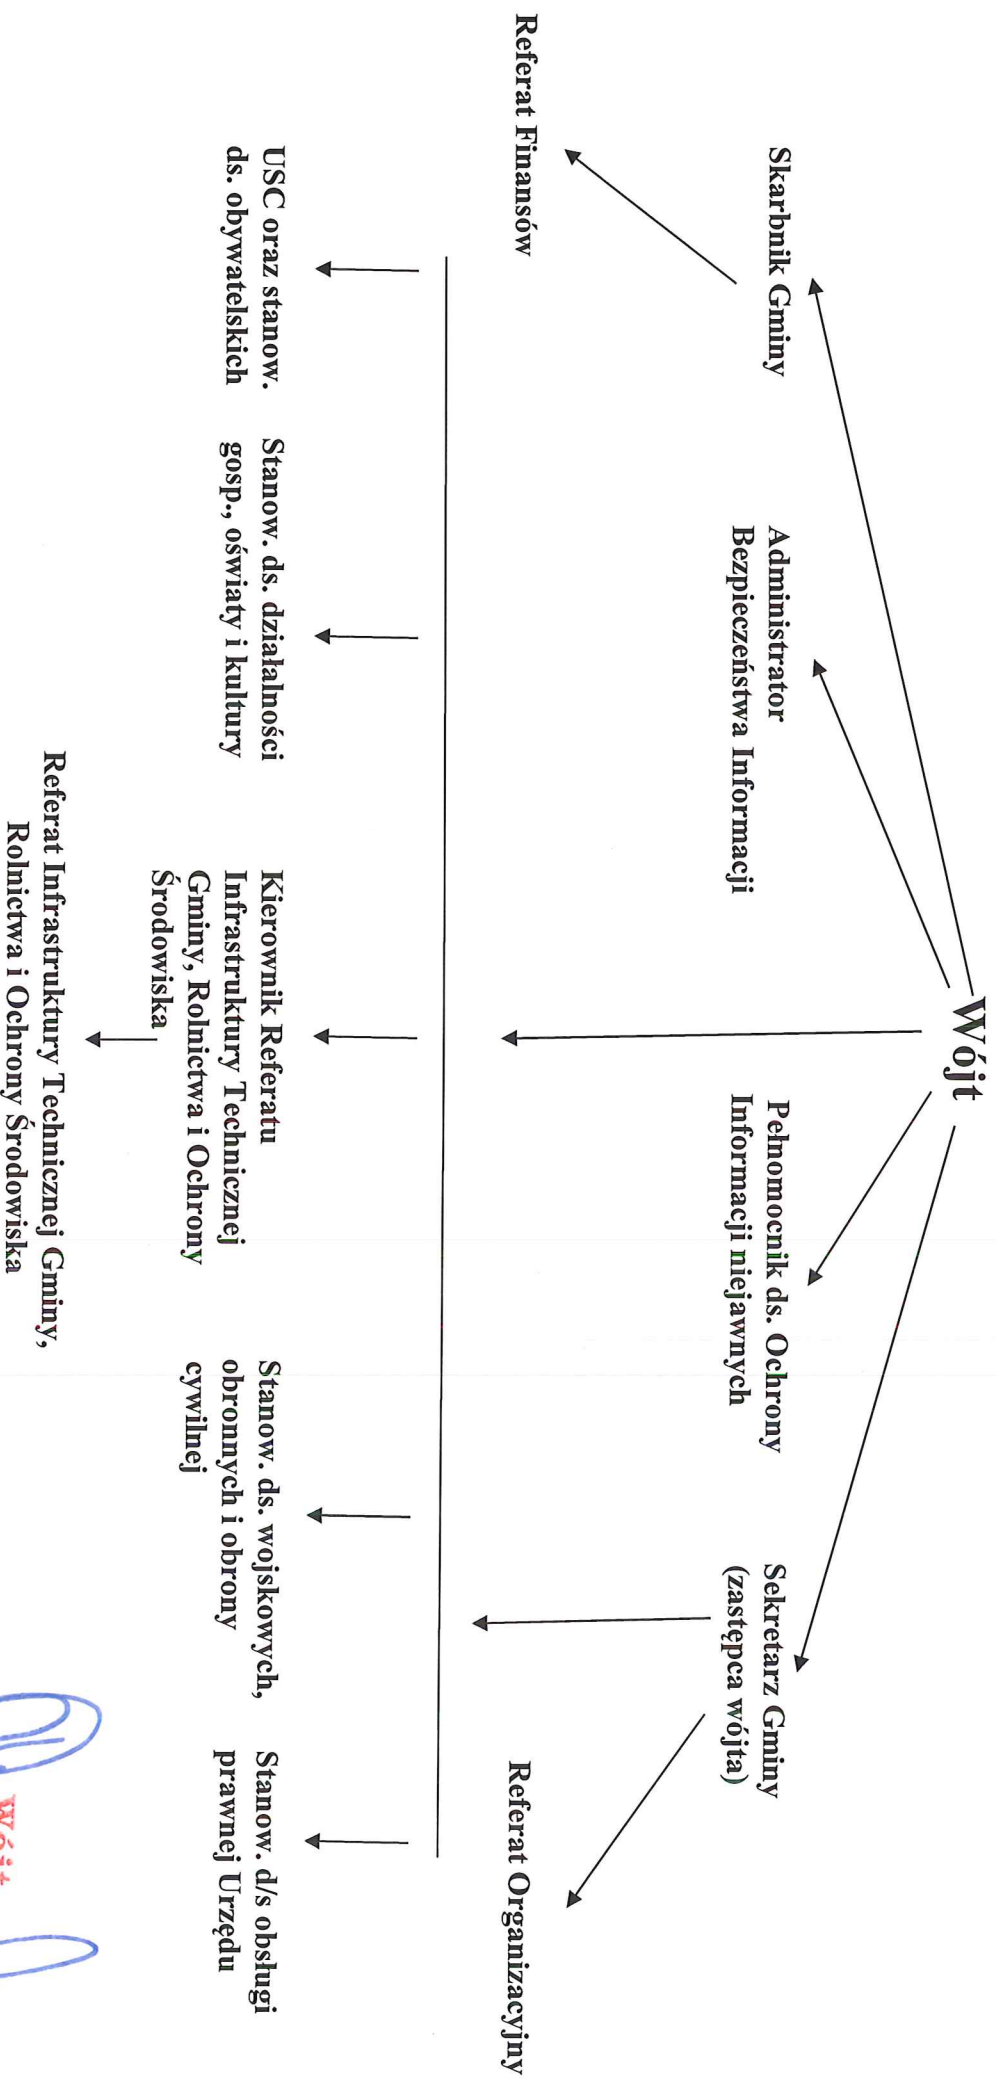 Wójt
Skarbnik Gminy
Administrator
Bezpieczeństwa Informacji
Pełnomocnik ds. Ochrony
Informacji niejawnych
Sekretarz Gminy
(zastępca wójta)
Referat Finansów
Referat Organizacyjny
USC oraz stanow.
ds. obywatelskich
Stanow. ds. działalności
gosp., oświaty i kultury
Kierownik Referatu
Infrastruktury Technicznej
Gminy, Rolnictwa i Ochrony
Środowiska
Stanow. ds. wojskowych,
obronnych i obrony
cywilnej
Stanow. d/s obsługi
prawnej Urzędu
Referat Infrastruktury Technicznej Gminy,
Rolnictwa i Ochrony Środowiska
Wójt